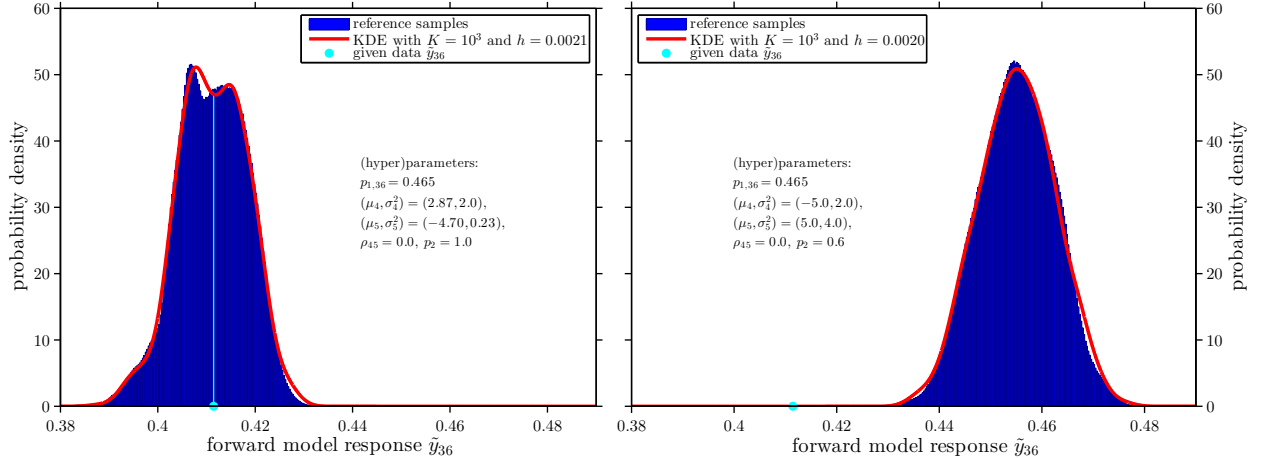 60
50
40
30
20
10
0
probability density
reference samples
KDE with K = 10³ and h = 0.0021
given data ỹ₃₆
(hyper)parameters:
p₁,₃₆ = 0.465
(μ₄,σ₄²) = (2.87,2.0),
(μ₅,σ₅²) = (−4.70,0.23),
ρ₄₅ = 0.0, p₂ = 1.0
0.38
0.4
0.42
0.44
0.46
0.48
forward model response ỹ₃₆
reference samples
KDE with K = 10³ and h = 0.0020
given data ỹ₃₆
(hyper)parameters:
p₁,₃₆ = 0.465
(μ₄,σ₄²) = (−5.0,2.0),
(μ₅,σ₅²) = (5.0,4.0),
ρ₄₅ = 0.0, p₂ = 0.6
60
50
40
30
20
10
0
probability density
0.38
0.4
0.42
0.44
0.46
0.48
forward model response ỹ₃₆